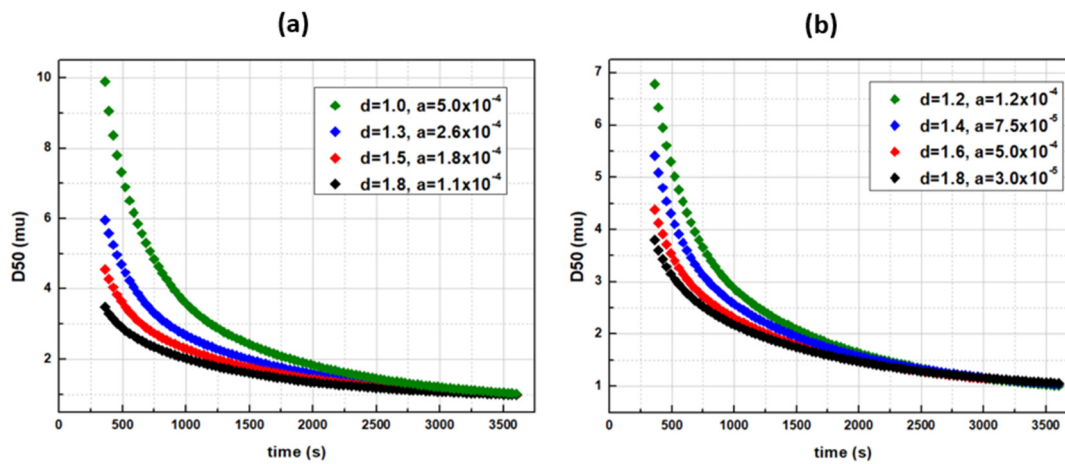 (a)
(b)
10
8
6
4
2
D50 (mu)
d=1.0, a=5.0x10⁻⁴
d=1.3, a=2.6x10⁻⁴
d=1.5, a=1.8x10⁻⁴
d=1.8, a=1.1x10⁻⁴
0 500 1000 1500 2000 2500 3000 3500
time (s)
7
6
5
4
3
2
1
D50 (mu)
d=1.2, a=1.2x10⁻⁴
d=1.4, a=7.5x10⁻⁵
d=1.6, a=5.0x10⁻⁴
d=1.8, a=3.0x10⁻⁵
0 500 1000 1500 2000 2500 3000 3500
time (s)